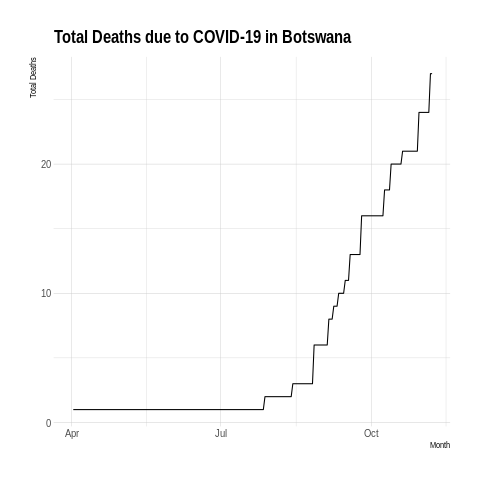 Total Deaths due to COVID-19 in Botswana
Total Deaths
20
10
0
Apr Jul Oct
Month